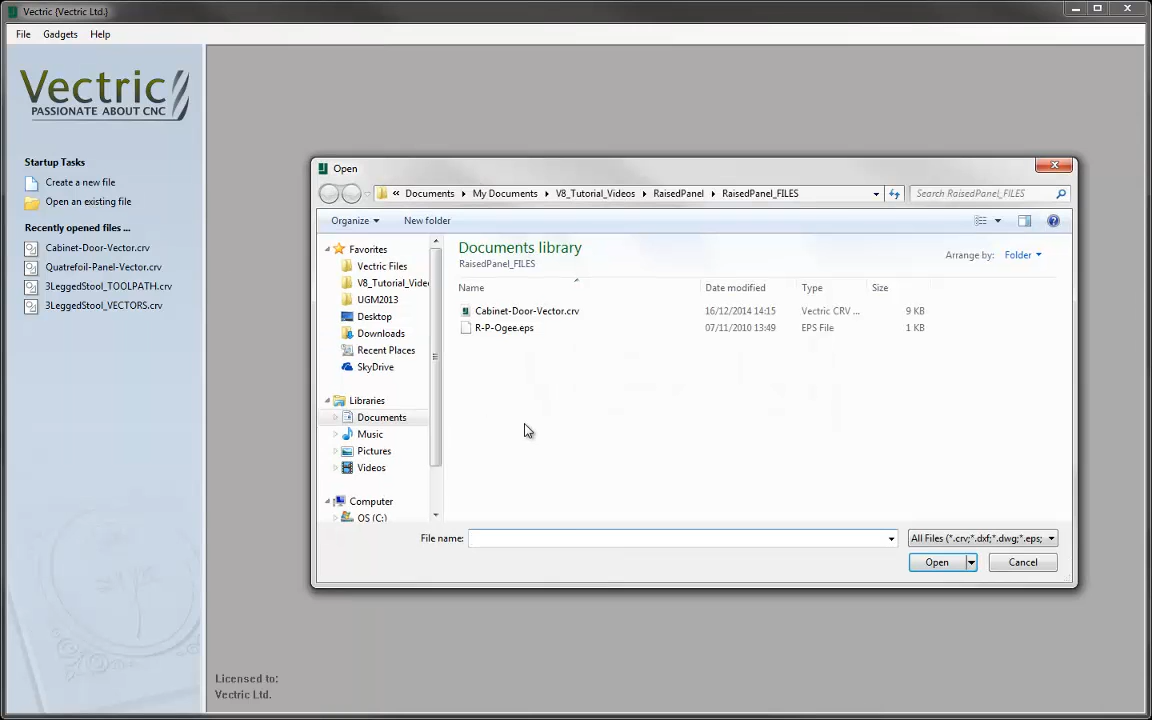 Vectric {Vectric Ltd.}
File Gadgets Help
Vectric
PASSIONATE ABOUT CNC
Startup Tasks
Create a new file
Open an existing file
Recently opened files ...
Cabinet-Door-Vector.crv
Quatrefoil-Panel-Vector.crv
3LeggedStool_TOOLPATH.crv
3LeggedStool_VECTORS.crv
Open
« Documents My Documents V8_Tutorial_Videos RaisedPanel RaisedPanel_FILES
Search RaisedPanel_FILES
Organize New folder
Favorites
Vectric Files
V8_Tutorial_Vide
UGM2013
Desktop
Downloads
Recent Places
SkyDrive
Libraries
Documents
Music
Pictures
Videos
Computer
OS (C:)
Documents library
RaisedPanel_FILES
Arrange by: Folder
Name Date modified Type Size
Cabinet-Door-Vector.crv 16/12/2014 14:15 Vectric CRV ... 9 KB
R-P-Ogee.eps 07/11/2010 13:49 EPS File 1 KB
File name:
All Files (*.crv;*.dxf;*.dwg;*.eps;
Open Cancel
Licensed to:
Vectric Ltd.